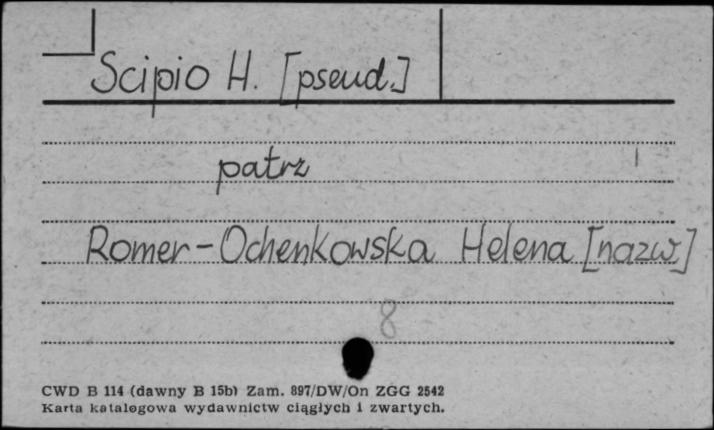 Scipio H. [pseud.]
patrz
Romer-Ochenkowska Helena [nazw.]
8
CWD B 114 (dawny B 15b) Zam. 897/DW/On ZGG 2542
Karta katalogowa wydawnictw ciągłych i zwartych.